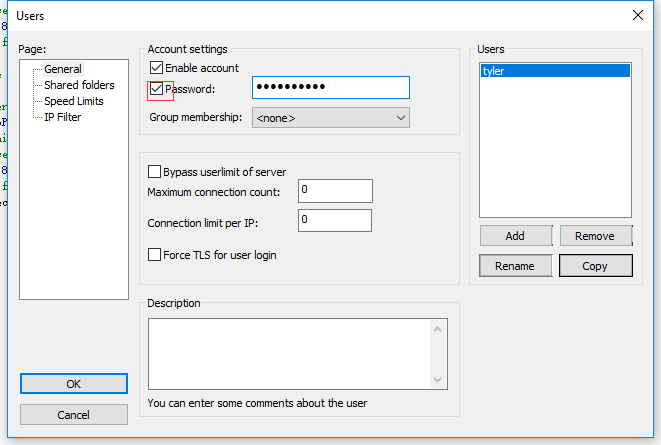 Users
Page:
General
Shared folders
Speed Limits
IP Filter
Account settings
Enable account
Password:
••••••••••
Group membership:
<none>
Bypass userlimit of server
Maximum connection count:
0
Connection limit per IP:
0
Force TLS for user login
Description
You can enter some comments about the user
Users
tyler
Add
Remove
Rename
Copy
OK
Cancel